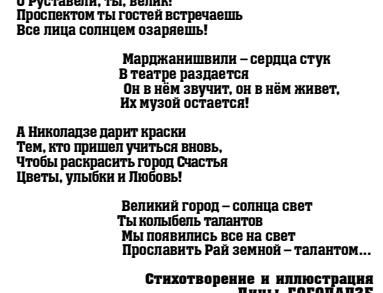 О Руставели, ты, велик!
Проспектом ты гостей встречаешь
Все лица солнцем озаряешь!
Марджанишвили – сердца стук
В театре раздается
Он в нём звучит, он в нём живет,
Их музой остается!
А Николадзе дарит краски
Тем, кто пришел учиться вновь,
Чтобы раскрасить город Счастья
Цветы, улыбки и Любовь!
Великий город – солнца свет
Ты колыбель талантов
Мы появились все на свет
Прославить Рай земной – талантом...
Стихотворение и иллюстрация